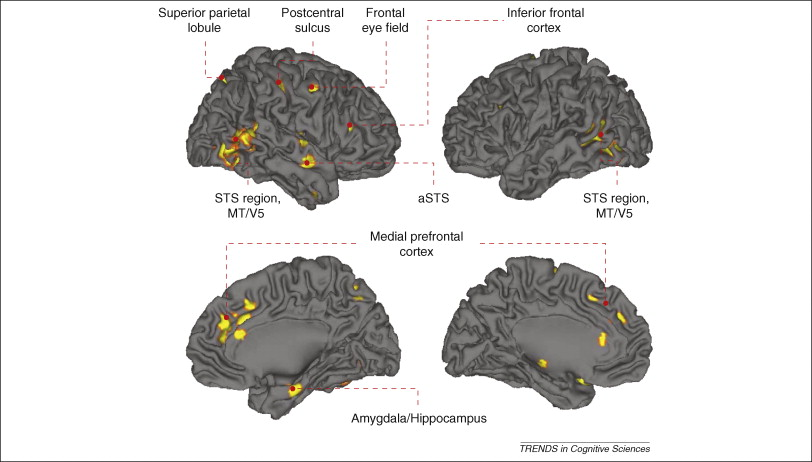 Superior parietal
lobule
Postcentral
sulcus
Frontal
eye field
Inferior frontal
cortex
STS region,
MT/V5
aSTS
STS region,
MT/V5
Medial prefrontal
cortex
Amygdala/Hippocampus
TRENDS in Cognitive Sciences